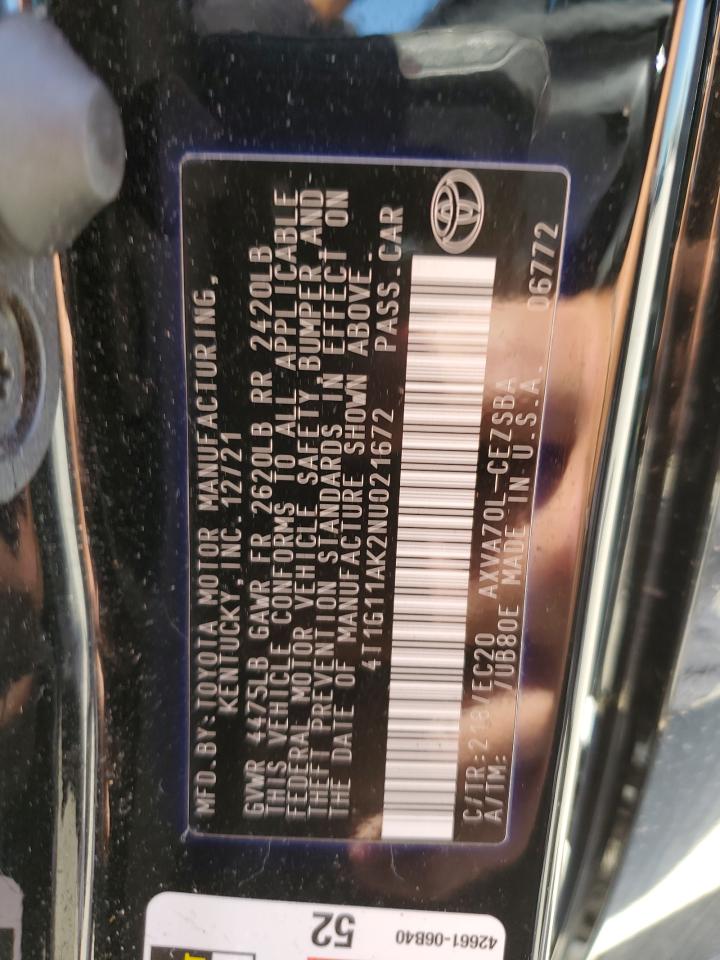 MFD.BY:TOYOTA MOTOR MANUFACTURING,
KENTUCKY,INC.12/21
GVWR 4475LB GAWR FR 2620LB RR 2420LB
THIS VEHICLE CONFORMS TO ALL APPLICABLE
FEDERAL MOTOR VEHICLE SAFETY,BUMPER AND
THEFT PREVENTION STANDARDS IN EFFECT ON
THE DATE OF MANUFACTURE SHOWN ABOVE.
4T1G11AK2NU021672 PASS.CAR
C/TR:218/EC20 AXVA70L-CEZSBA
A/TM: /UB80E MADE IN U.S.A. 06772
52
42661-06B40